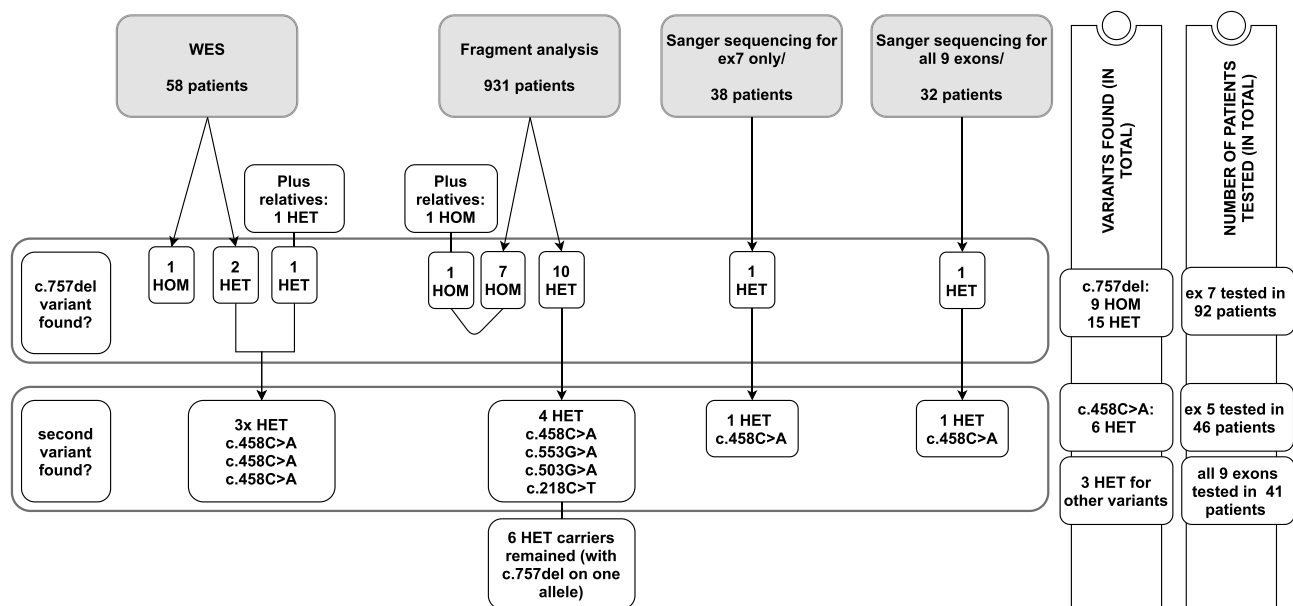 WES
58 patients
Fragment analysis
931 patients
Sanger sequencing for
ex7 only/
38 patients
Sanger sequencing for
all 9 exons/
32 patients
VARIANTS FOUND (IN
TOTAL)
NUMBER OF PATIENTS
TESTED (IN TOTAL)
Plus
relatives:
1 HET
Plus
relatives:
1 HOM
c.757del
variant
found?
1
HOM
2
HET
1
HET
1
HOM
7
HOM
10
HET
1
HET
1
HET
c.757del:
9 HOM
15 HET
ex 7 tested in
92 patients
second
variant
found?
3x HET
c.458C>A
c.458C>A
c.458C>A
4 HET
c.458C>A
c.553G>A
c.503G>A
c.218C>T
1 HET
c.458C>A
1 HET
c.458C>A
c.458C>A:
6 HET
ex 5 tested in
46 patients
3 HET for
other variants
all 9 exons
tested in 41
patients
6 HET carriers
remained (with
c.757del on one
allele)